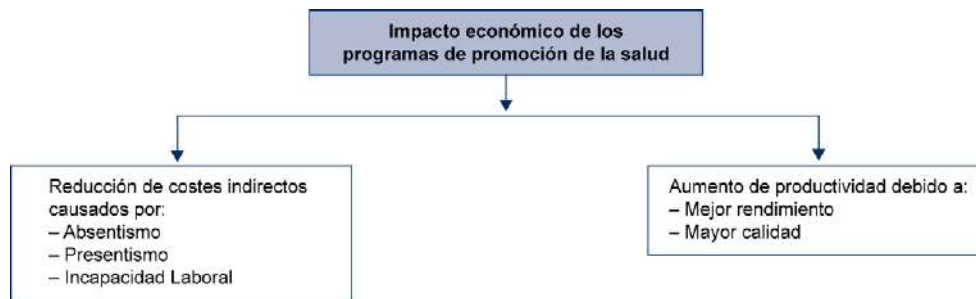 Impacto económico de los
programas de promoción de la salud
Reducción de costes indirectos
causados por:
– Absentismo
– Presentismo
– Incapacidad Laboral
Aumento de productividad debido a:
– Mejor rendimiento
– Mayor calidad